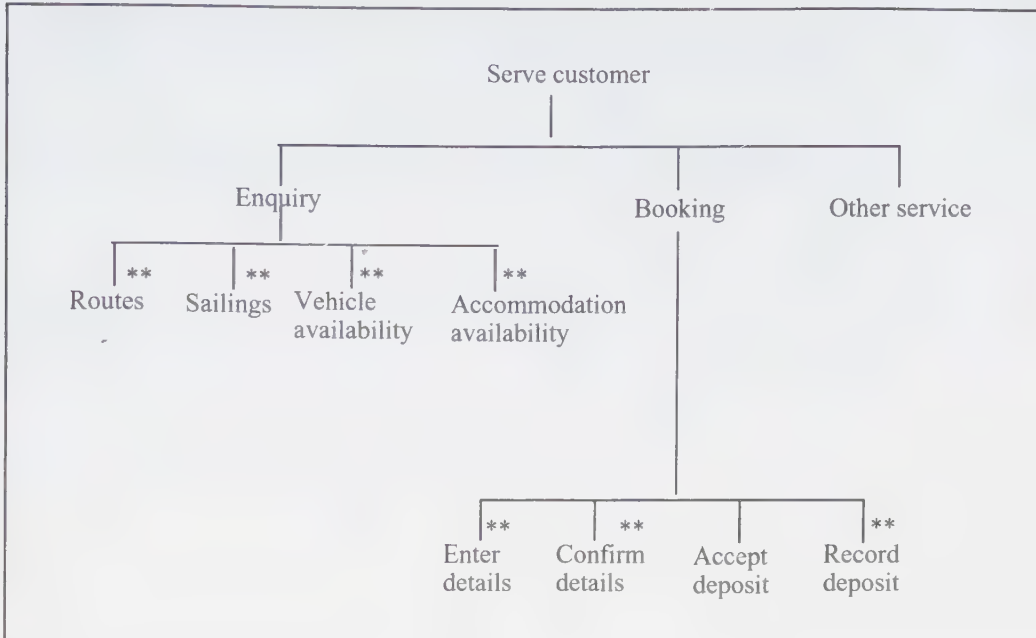 Serve customer
Enquiry
Booking
Other service
** ** ** **
Routes Sailings Vehicle availability Accommodation availability
** ** **
Enter details Confirm details Accept deposit Record deposit